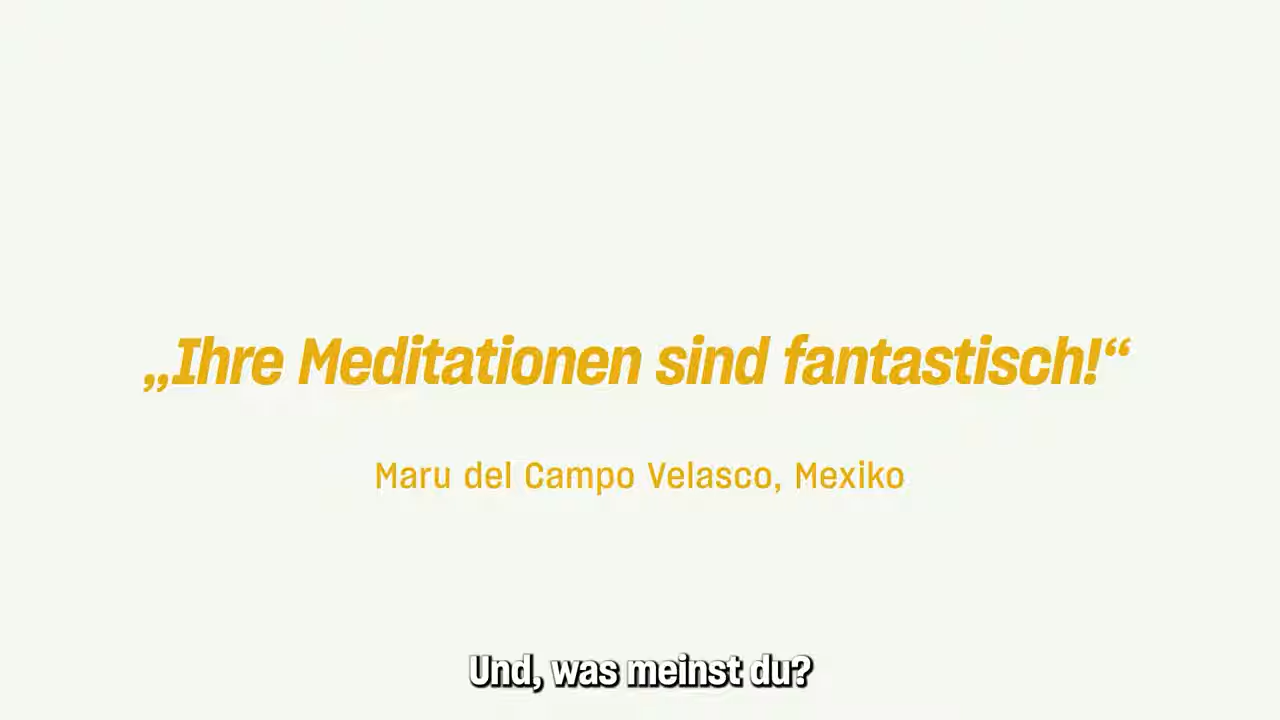 „Ihre Meditationen sind fantastisch!“
Maru del Campo Velasco, Mexiko
Und, was meinst du?